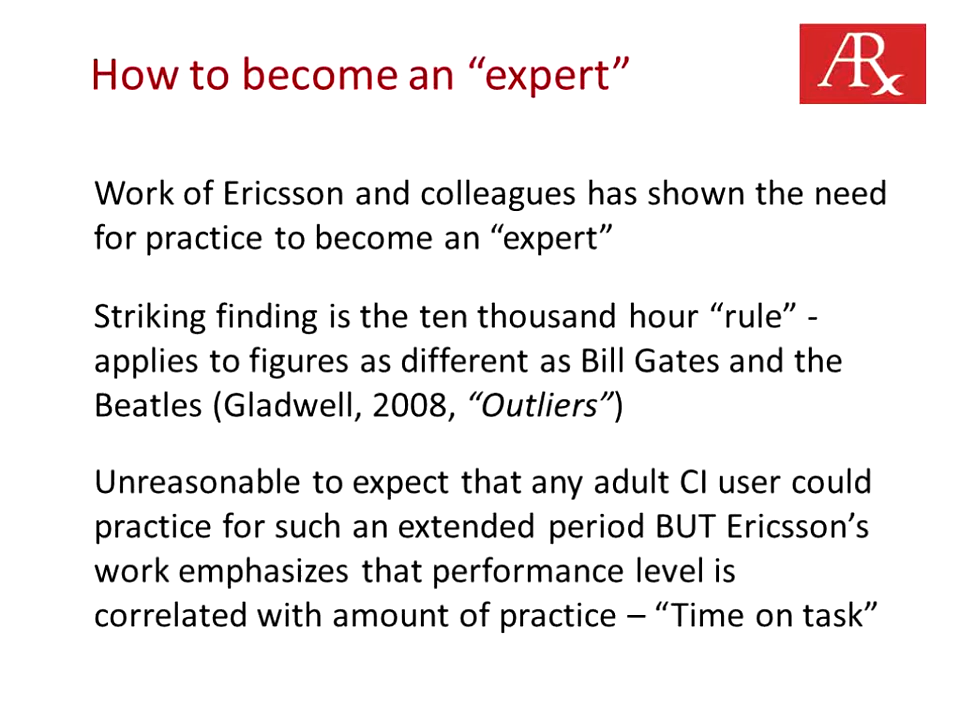 How to become an “expert”
ARx
Work of Ericsson and colleagues has shown the need
for practice to become an “expert”
Striking finding is the ten thousand hour “rule” -
applies to figures as different as Bill Gates and the
Beatles (Gladwell, 2008, “Outliers”)
Unreasonable to expect that any adult CI user could
practice for such an extended period BUT Ericsson’s
work emphasizes that performance level is
correlated with amount of practice – “Time on task”